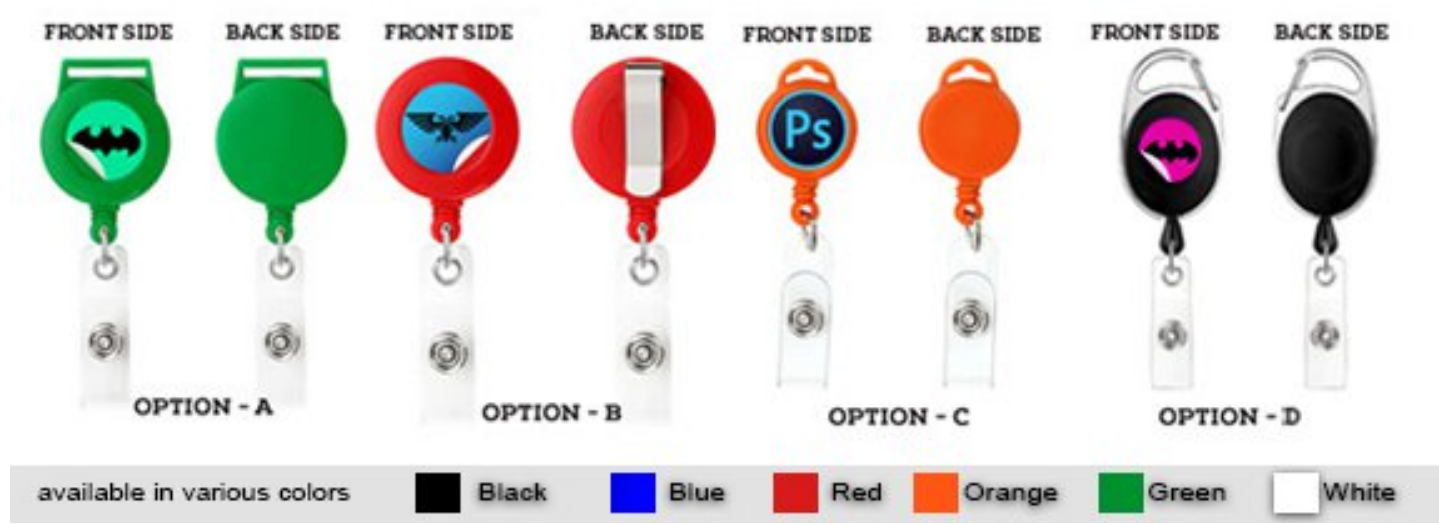 FRONT SIDE BACK SIDE FRONT SIDE BACK SIDE FRONT SIDE BACK SIDE FRONT SIDE BACK SIDE
Ps
OPTION - A OPTION - B OPTION - C OPTION - D
available in various colors Black Blue Red Orange Green White